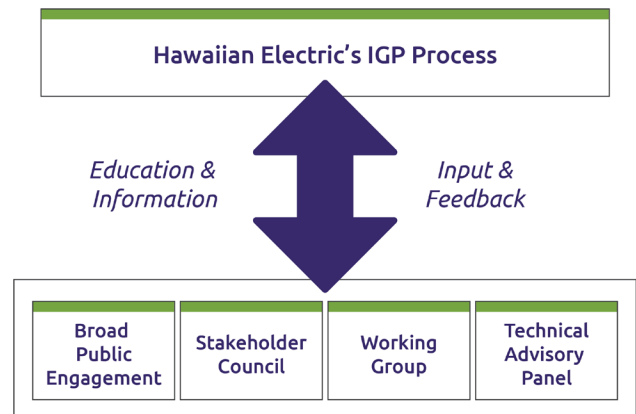 Hawaiian Electric's IGP Process
Education &
Information
Input &
Feedback
Broad
Public
Engagement
Stakeholder
Council
Working
Group
Technical
Advisory
Panel